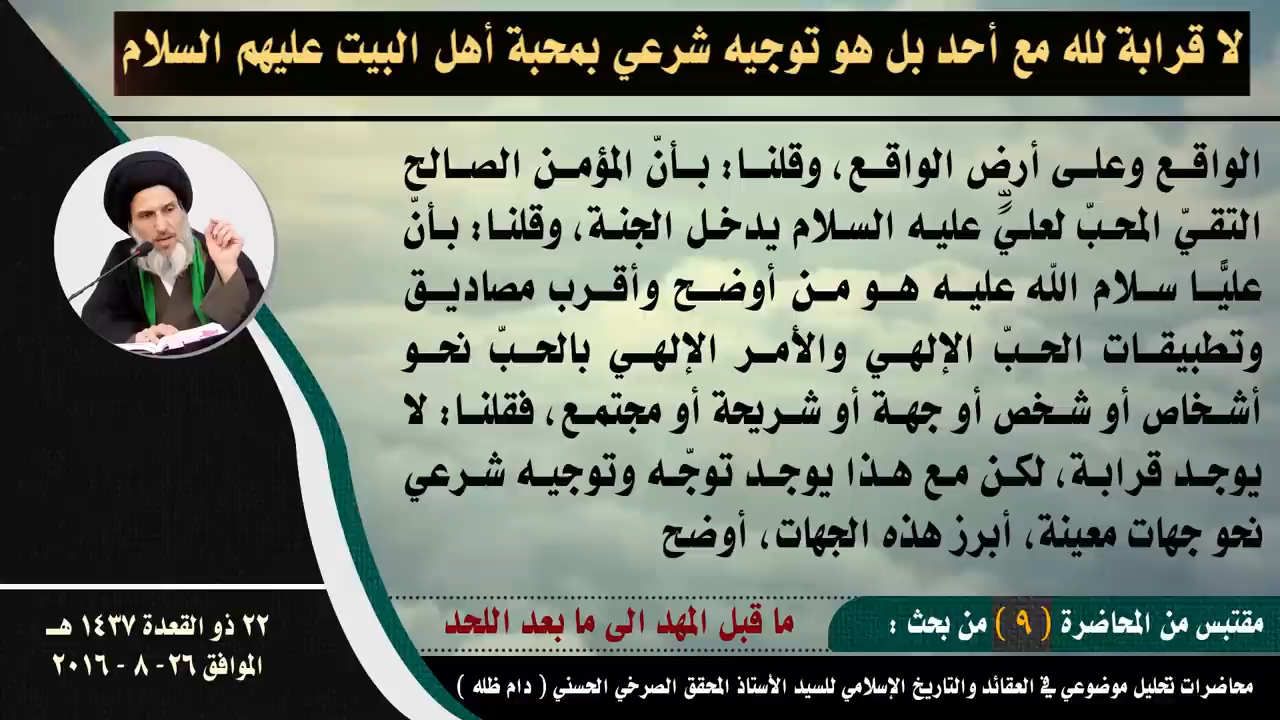 لا قرابة لله مع أحد بل هو توجيه شرعي بمحبة أهل البيت عليهم السلام
الواقع وعلى أرض الواقع، وقلنا: بأنّ المؤمن الصالح
التقيّ المحبّ لعليٍّ عليه السلام يدخل الجنة، وقلنا: بأنّ
عليًّا سلام الله عليه هو من أوضح وأقرب مصاديق
وتطبيقات الحبّ الإلهي والأمر الإلهي بالحبّ نحو
أشخاص أو شخص أو جهة أو شريحة أو مجتمع، فقلنا: لا
يوجد قرابة، لكن مع هذا يوجد توجّه وتوجيه شرعي
نحو جهات معينة، أبرز هذه الجهات، أوضح
مقتبس من المحاضرة ( ٩ ) من بحث : ما قبل المهد الى ما بعد اللحد
٢٢ ذو القعدة ١٤٣٧ هـ
الموافق ٢٦- ٨ - ٢٠١٦
محاضرات تحليل موضوعي في العقائد والتاريخ الإسلامي للسيد الأستاذ المحقق الصرخي الحسني ( دام ظله )